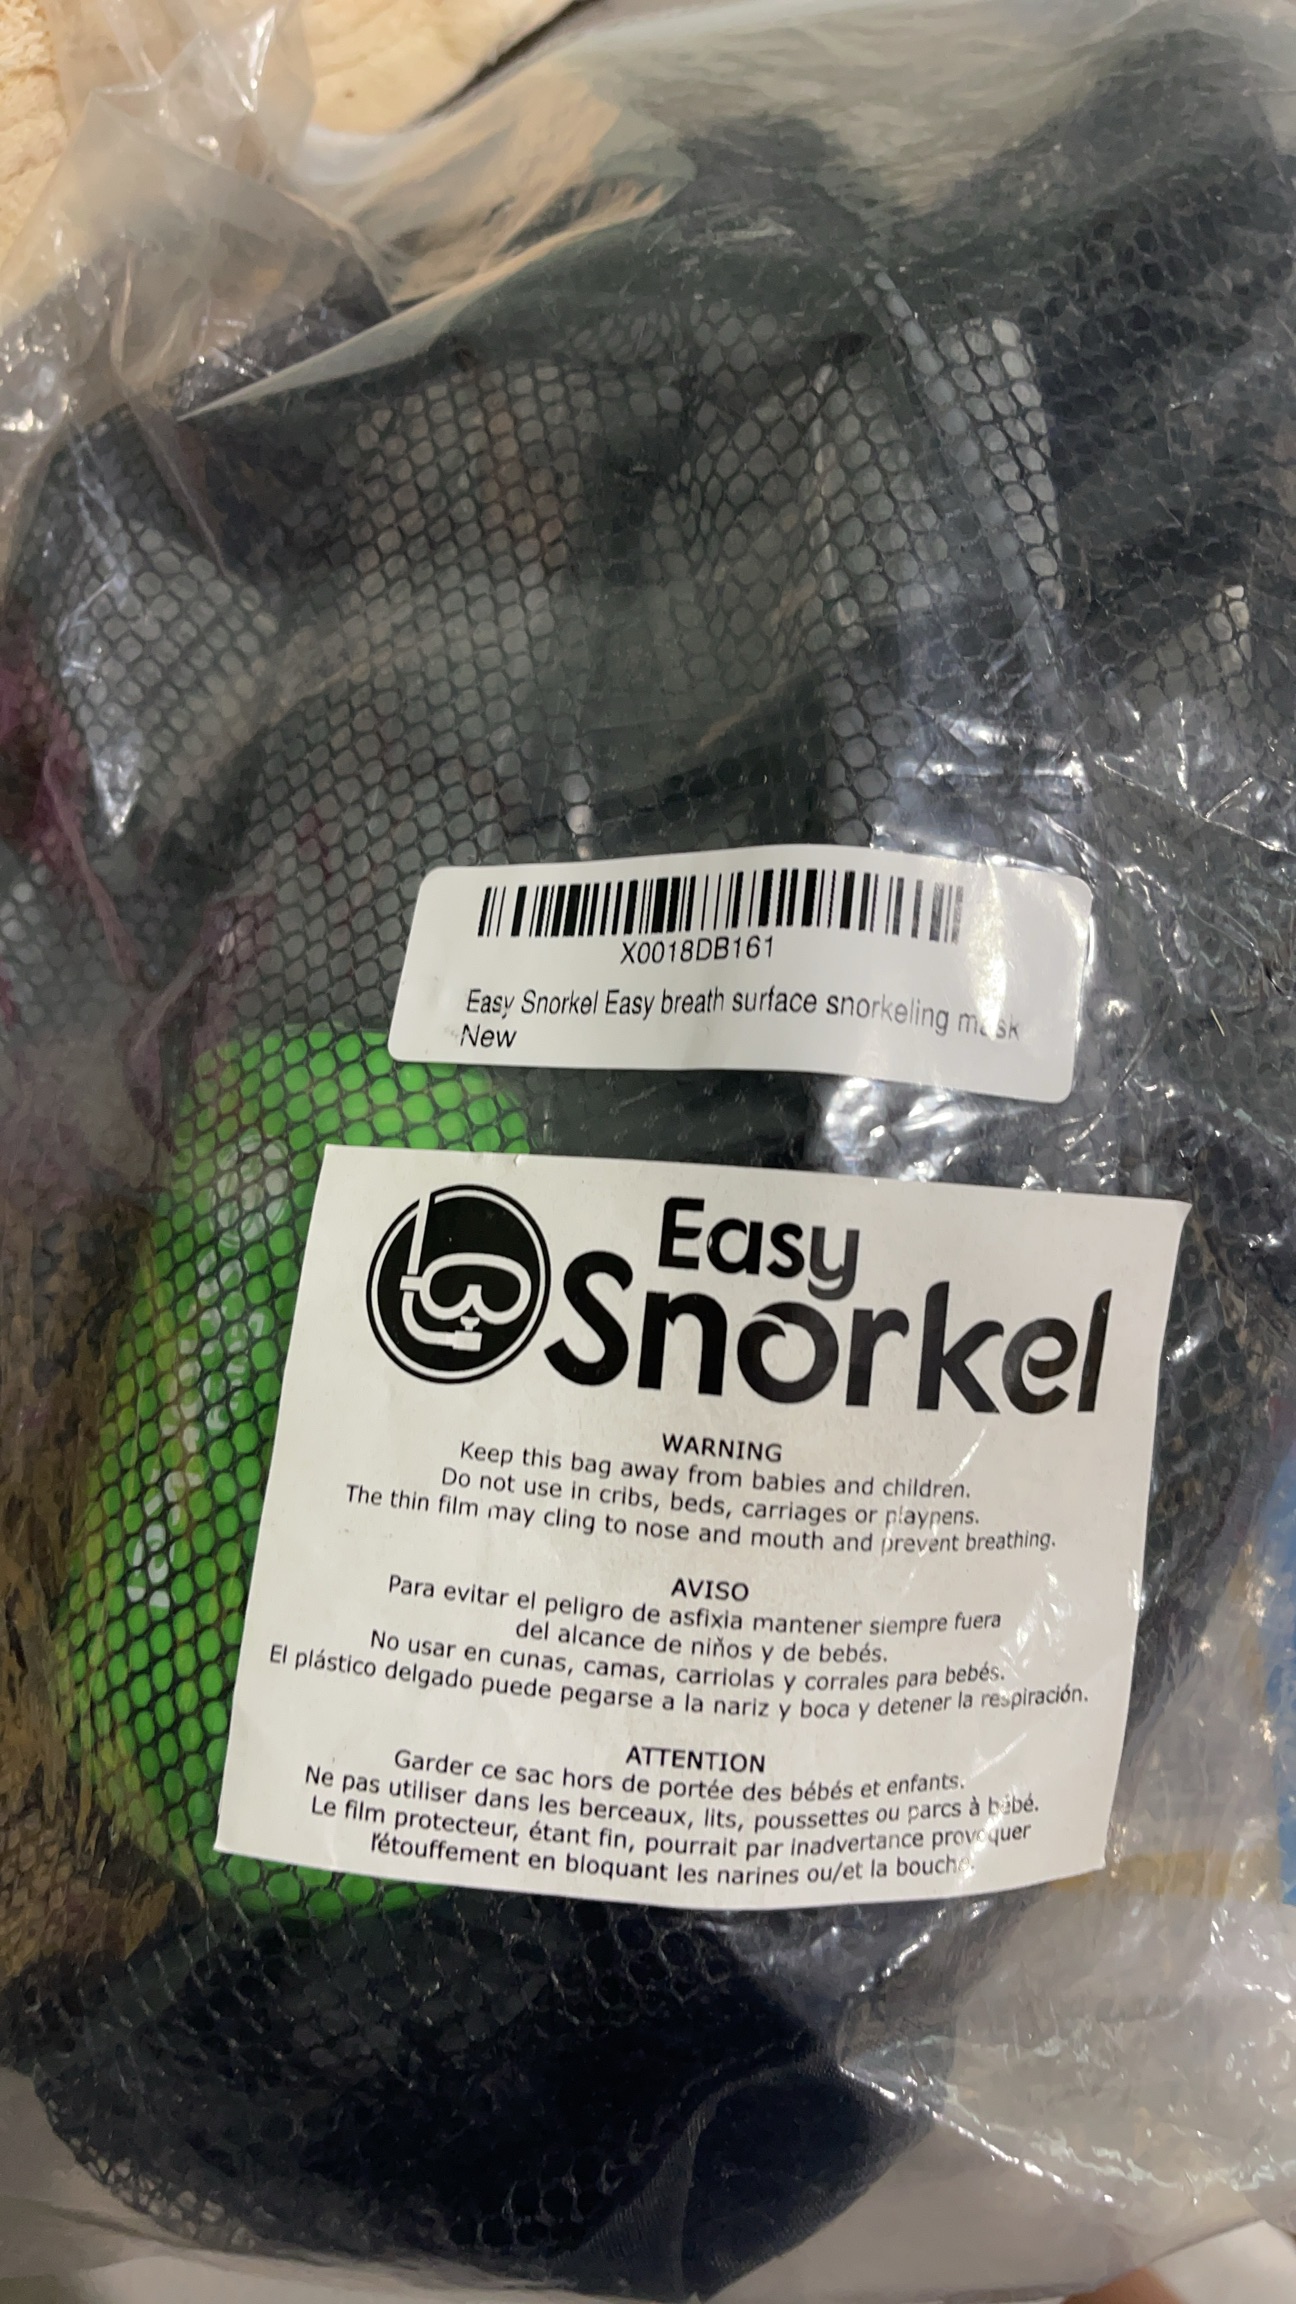 X0018DB161
Easy Snorkel Easy breath surface snorkeling mask
New
Easy
Snorkel
WARNING
Keep this bag away from babies and children.
Do not use in cribs, beds, carriages or playpens.
The thin film may cling to nose and mouth and prevent breathing.
AVISO
Para evitar el peligro de asfixia mantener siempre fuera
del alcance de niños y de bebés.
No usar en cunas, camas, carriolas y corrales para bebés.
El plástico delgado puede pegarse a la nariz y boca y detener la respiración.
ATTENTION
Garder ce sac hors de portée des bébés et enfants.
Ne pas utiliser dans les berceaux, lits, poussettes ou parcs à bébé.
Le film protecteur, étant fin, pourrait par inadvertance provoquer
l'étouffement en bloquant les narines ou/et la bouche.